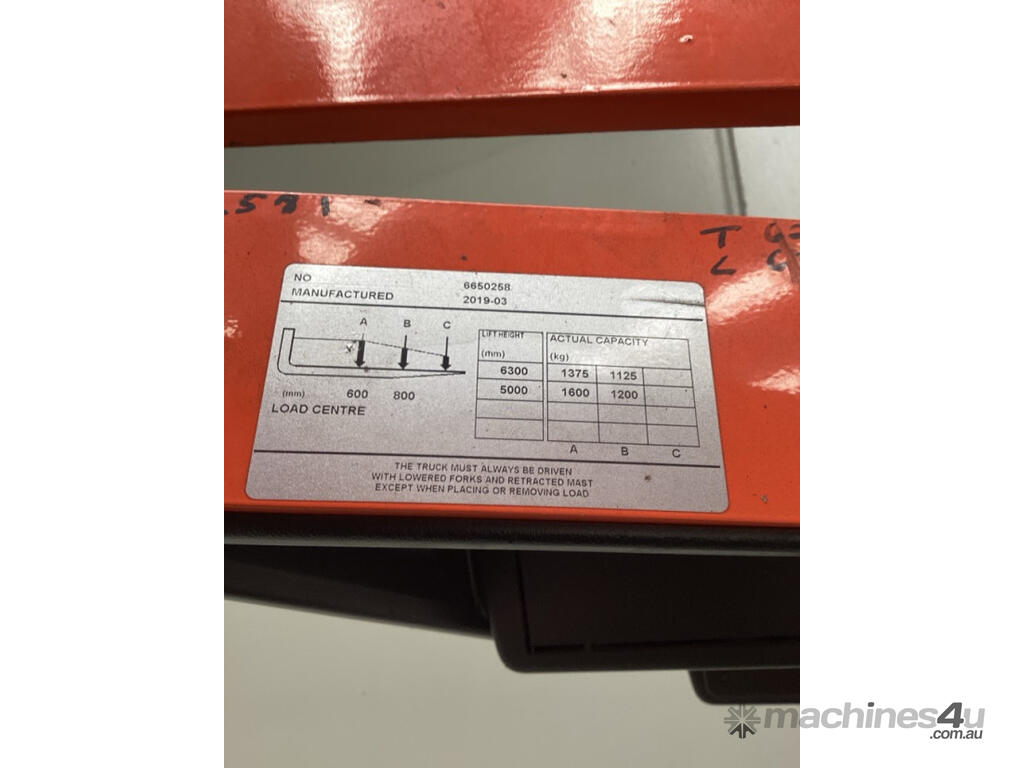 581
T
L
NO 6650258
MANUFACTURED 2019-03
A B C
(mm) 600 800
LOAD CENTRE
LIFT HEIGHT
(mm)
6300
5000
ACTUAL CAPACITY
(kg)
1375 1125
1600 1200
A B C
THE TRUCK MUST ALWAYS BE DRIVEN
WITH LOWERED FORKS AND RETRACTED MAST
EXCEPT WHEN PLACING OR REMOVING LOAD
machines4u
.com.au